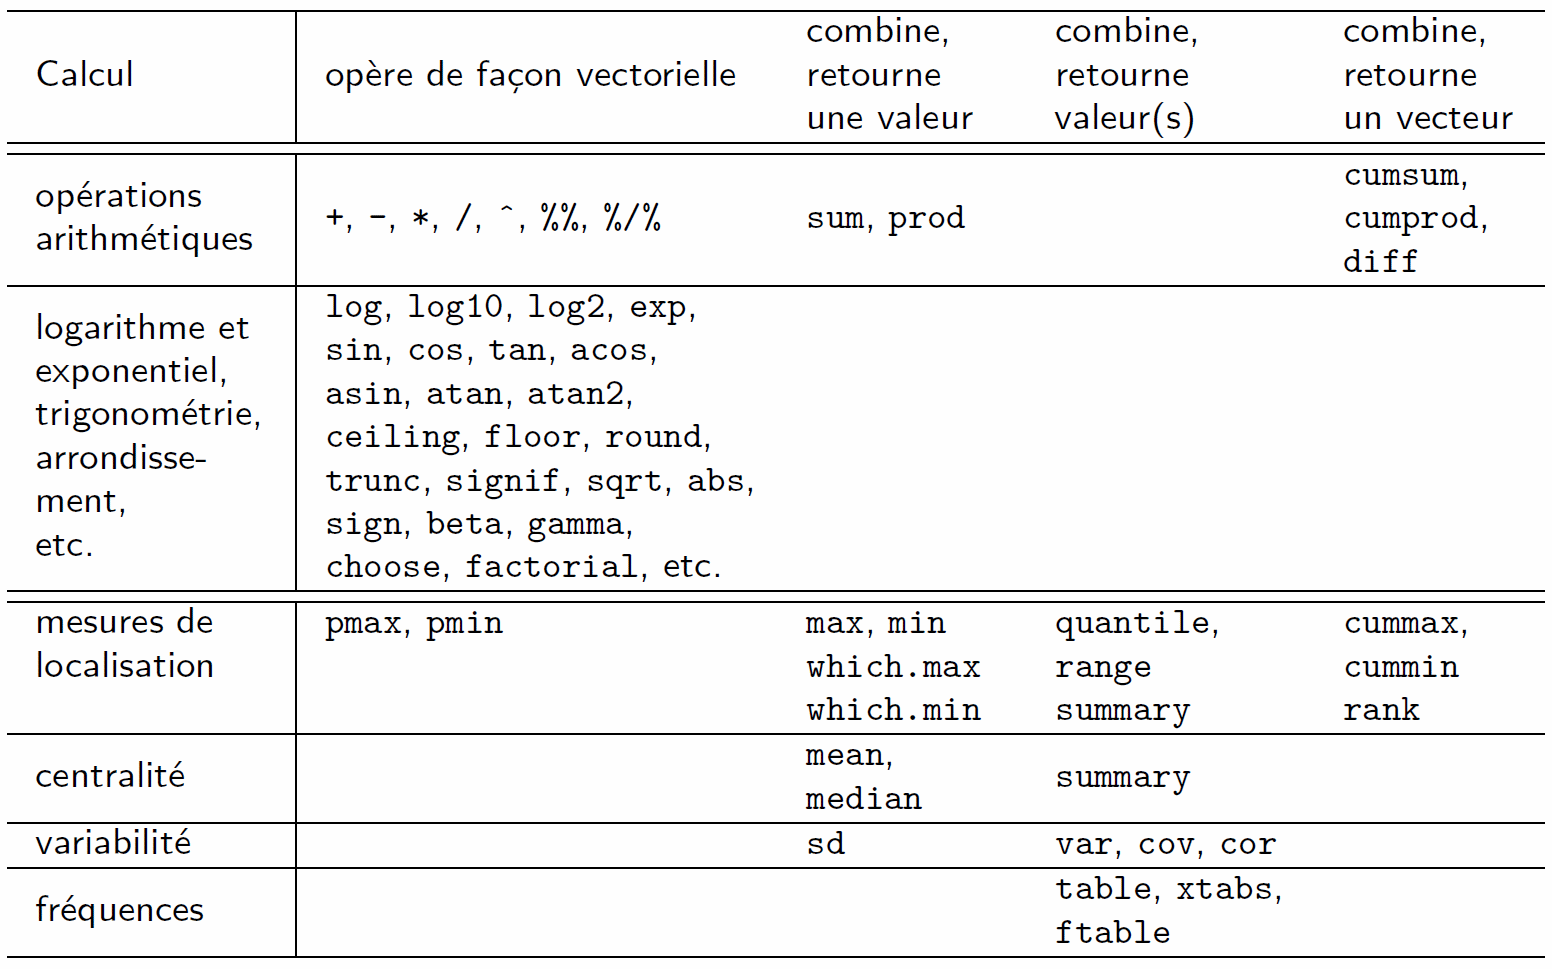 Calcul
opère de façon vectorielle
combine,
retourne
une valeur
combine,
retourne
valeur(s)
combine,
retourne
un vecteur
opérations
arithmétiques
+, -, *, /, ^, %%, %/%
sum, prod
cumsum,
cumprod,
diff
logarithme et
exponentiel,
trigonométrie,
arrondisse-
ment,
etc.
log, log10, log2, exp,
sin, cos, tan, acos,
asin, atan, atan2,
ceiling, floor, round,
trunc, signif, sqrt, abs,
sign, beta, gamma,
choose, factorial, etc.
mesures de
localisation
pmax, pmin
max, min
which.max
which.min
quantile,
range
summary
cummax,
cummin
rank
centralité
mean,
median
summary
variabilité
sd
var, cov, cor
fréquences
table, xtabs,
ftable